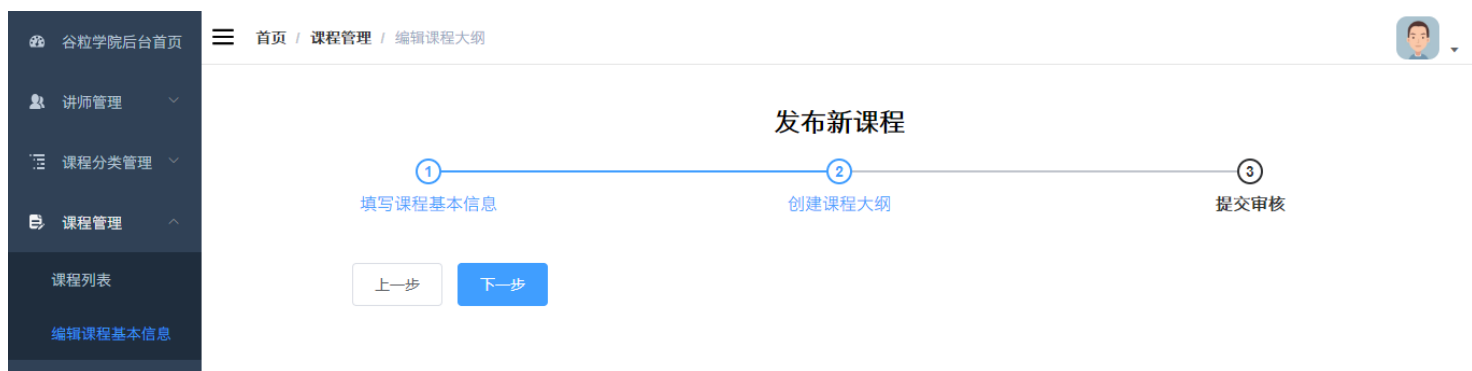 谷粒学院后台首页
首页 / 课程管理 / 编辑课程大纲
讲师管理
课程分类管理
课程管理
课程列表
编辑课程基本信息
发布新课程
1 2 3
填写课程基本信息 创建课程大纲 提交审核
上一步 下一步